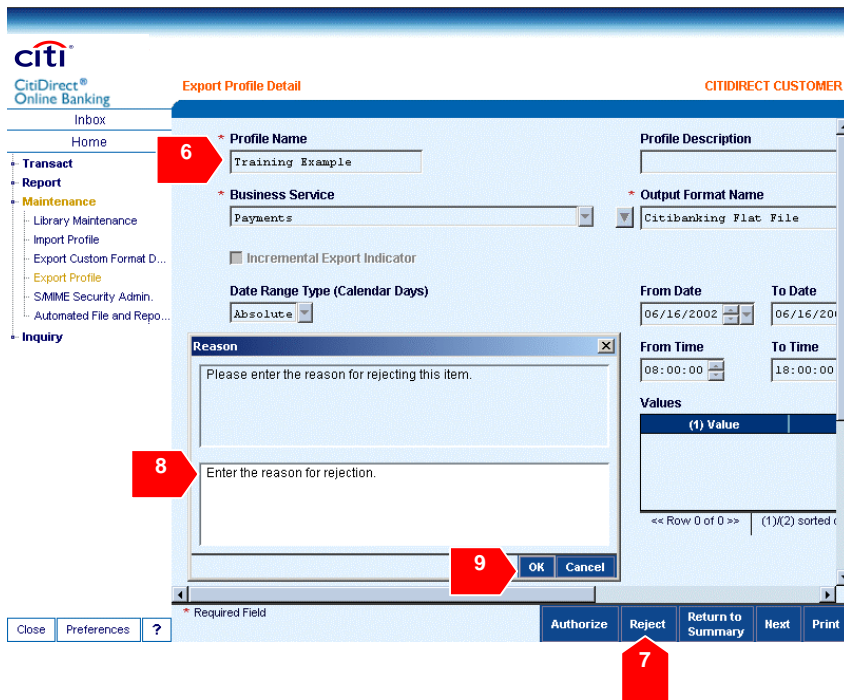 citi®
CitiDirect®
Online Banking
Export Profile Detail
CITIDIRECT CUSTOMER
Inbox
Home
Transact
Report
Maintenance
Library Maintenance
Import Profile
Export Custom Format D...
Export Profile
S/MIME Security Admin.
Automated File and Repo...
Inquiry
6
* Profile Name
Training Example
Profile Description
* Business Service
Payments
* Output Format Name
Citibanking Flat File
Incremental Export Indicator
Date Range Type (Calendar Days)
Absolute
From Date
To Date
06/16/2002
06/16/20
From Time
To Time
08:00:00
18:00:00
Values
(1) Value
<< Row 0 of 0 >>
(1)/(2) sorted
Reason
Please enter the reason for rejecting this item.
8
Enter the reason for rejection.
9
OK
Cancel
* Required Field
Close
Preferences
?
Authorize
Reject
Return to
Summary
Next
Print
7